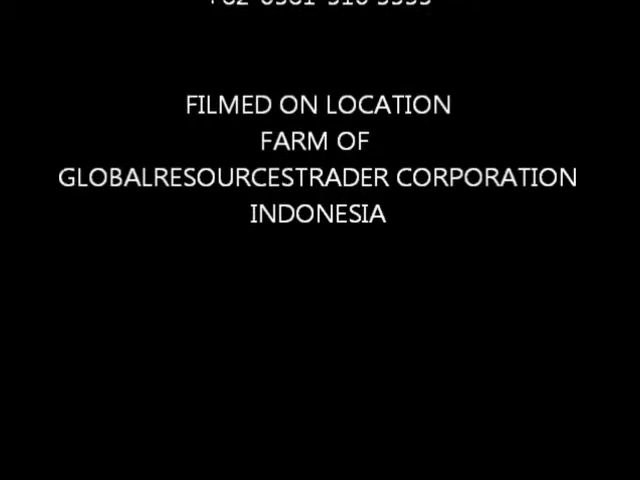 FILMED ON LOCATION
FARM OF
GLOBALRESOURCESTRADER CORPORATION
INDONESIA